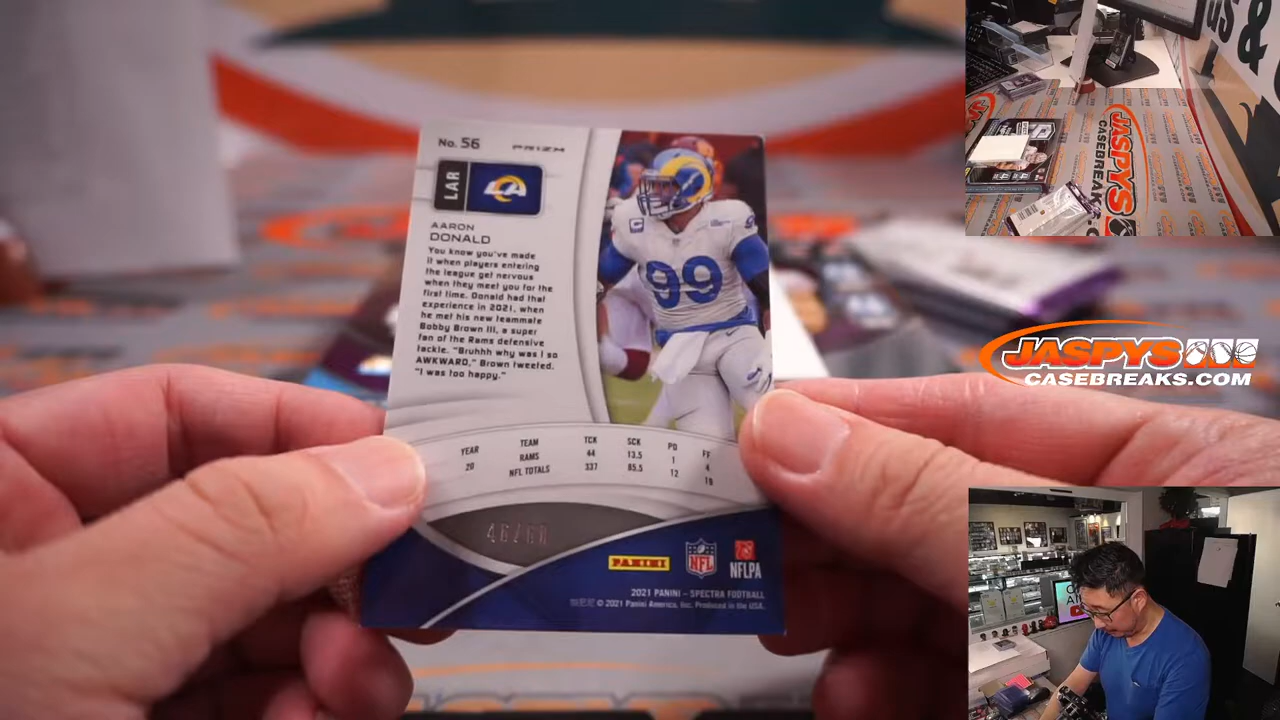 No. 56
PRIZM
LAR
LA
AARON
DONALD
You know you've made
it when players entering
the league get nervous
when they meet you for the
first time. Donald had that
experience in 2021, when
he met his new teammate
Bobby Brown III, a super
fan of the Rams defensive
tackle. "Bruhhh why was I so
AWKWARD," Brown tweeted.
"I was too happy."
99
YEAR TEAM TCK SCK PD FF
20 RAMS 44 13.5 1 4
NFL TOTALS 337 85.5 12 19
PANINI
NFL
NFLPA
2021 PANINI – SPECTRA FOOTBALL
© 2021 Panini America, Inc. Produced in the USA.
JASPYS
CASEBREAKS.COM
JASPYS
CASEBREAKS
&